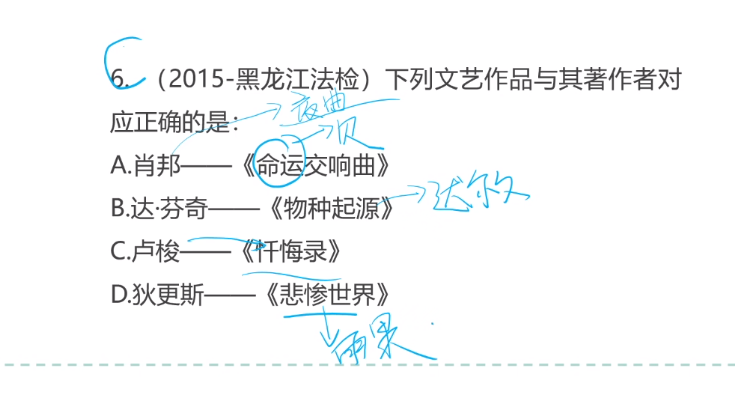 C
6. （2015-黑龙江法检）下列文艺作品与其著作者对
应正确的是：
夜曲
贝
A.肖邦——《命运交响曲》
B.达·芬奇——《物种起源》
达尔文
C.卢梭——《忏悔录》
D.狄更斯——《悲惨世界》
雨果